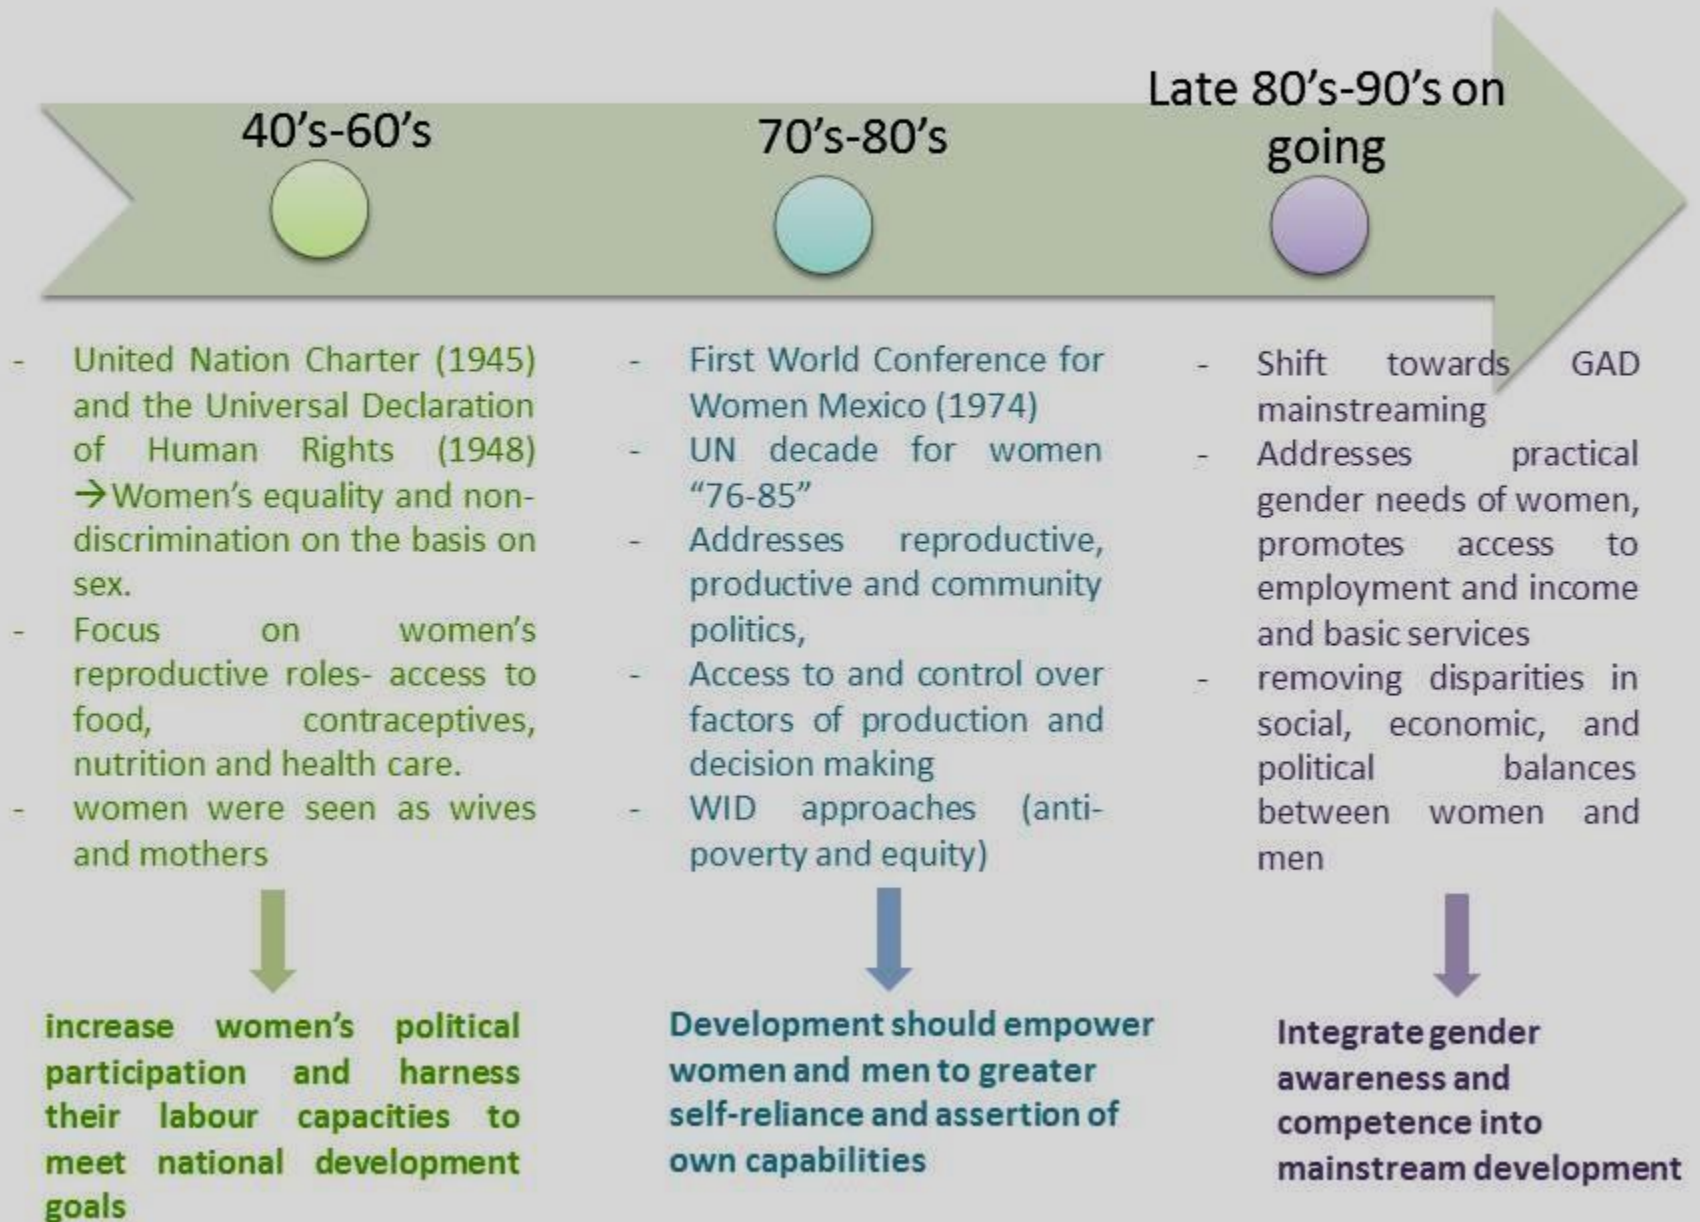 40's-60's
70's-80's
Late 80's-90's on
going
- United Nation Charter (1945)
and the Universal Declaration
of Human Rights (1948)
→Women's equality and non-
discrimination on the basis on
sex.
- Focus on women's
reproductive roles- access to
food, contraceptives,
nutrition and health care.
- women were seen as wives
and mothers
increase women's political
participation and harness
their labour capacities to
meet national development
goals
- First World Conference for
Women Mexico (1974)
- UN decade for women
“76-85”
- Addresses reproductive,
productive and community
politics,
- Access to and control over
factors of production and
decision making
- WID approaches (anti-
poverty and equity)
Development should empower
women and men to greater
self-reliance and assertion of
own capabilities
- Shift towards GAD
mainstreaming
- Addresses practical
gender needs of women,
promotes access to
employment and income
and basic services
- removing disparities in
social, economic, and
political balances
between women and
men
Integrate gender
awareness and
competence into
mainstream development